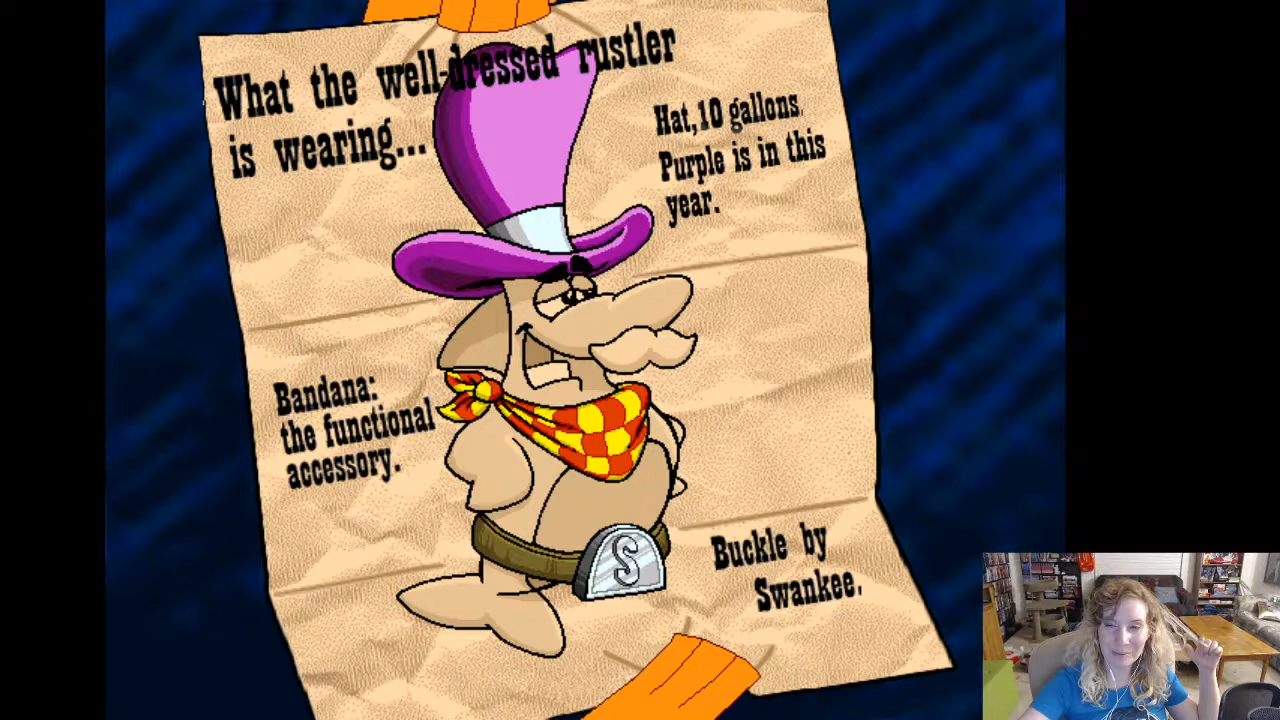 What the well-dressed rustler
is wearing...
Hat,10 gallons.
Purple is in this
year.
Bandana:
the functional
accessory.
S
Buckle by
Swankee.